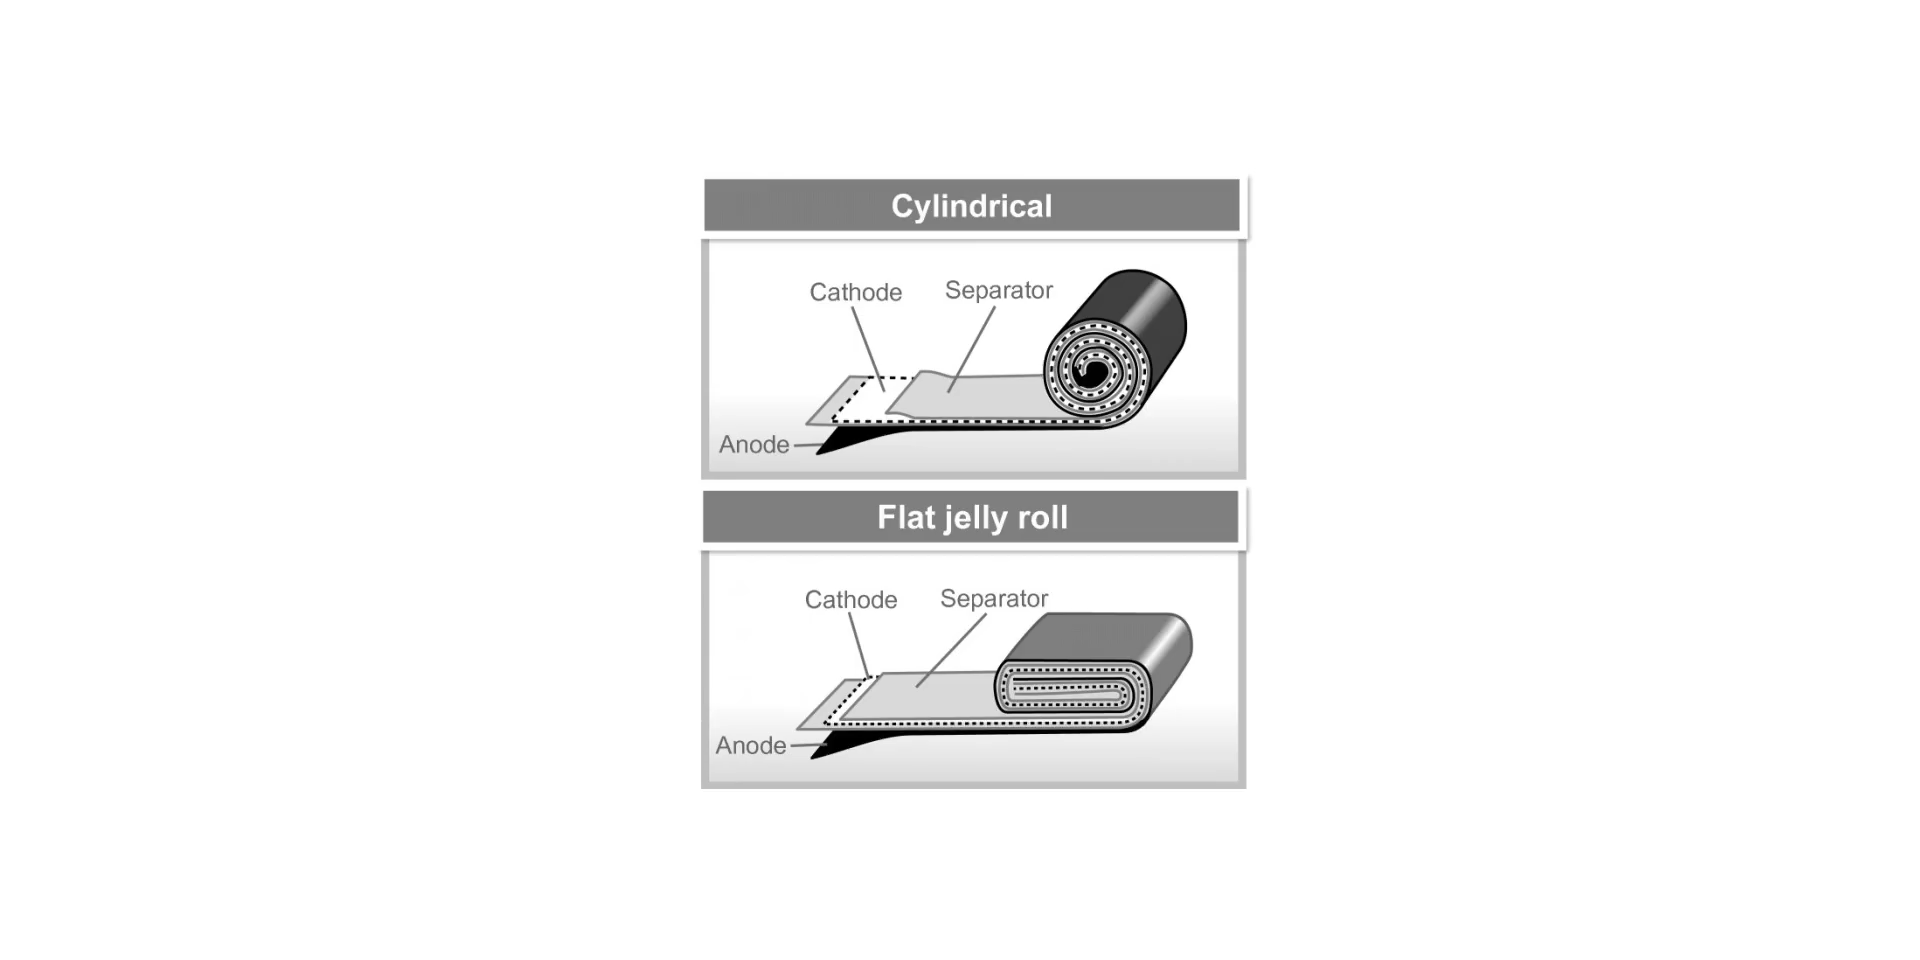 Cylindrical
Cathode
Separator
Anode
Flat jelly roll
Cathode
Separator
Anode